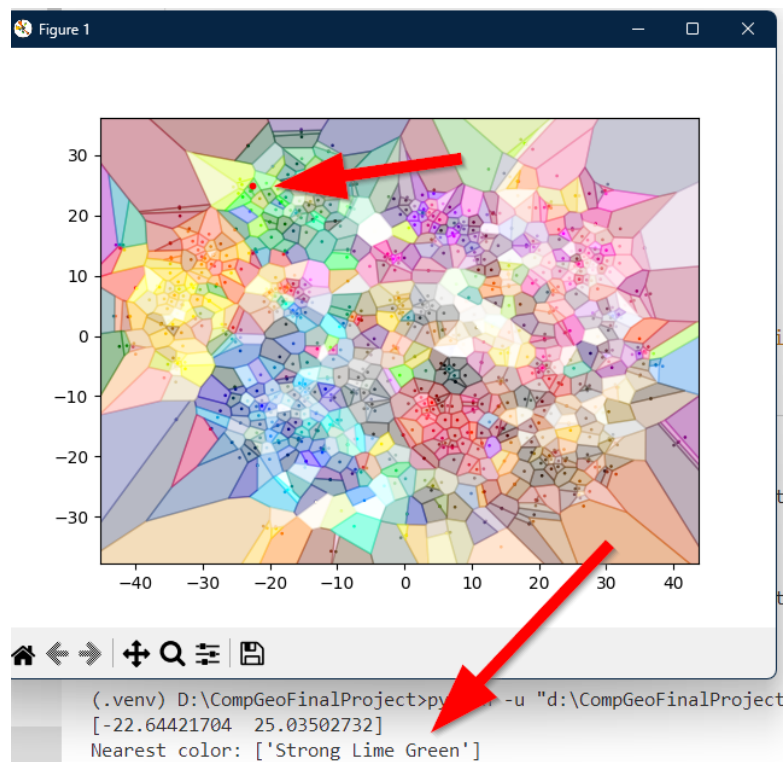 Figure 1
30
20
10
0
−10
−20
−30
−40 −30 −20 −10 0 10 20 30 40
(.venv) D:\CompGeoFinalProject> -u "d:\CompGeoFinalProject
[-22.64421704 25.03502732]
Nearest color: ['Strong Lime Green']